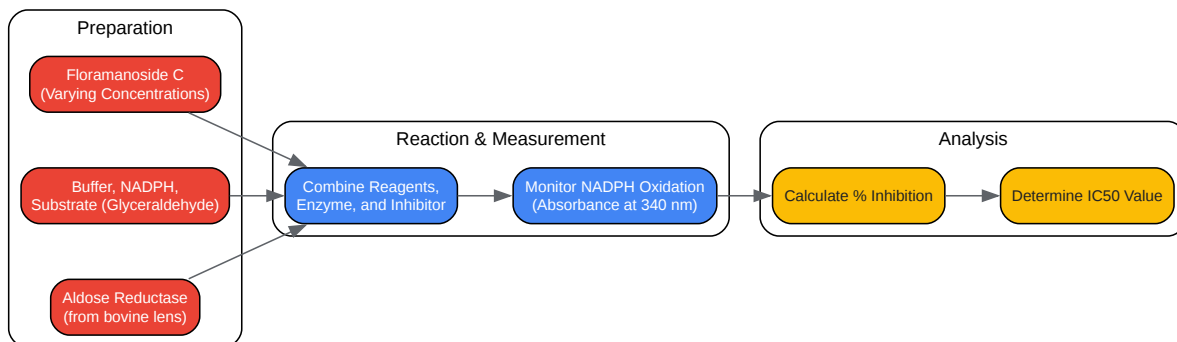 Preparation
Floramanoside C
(Varying Concentrations)
Buffer, NADPH,
Substrate (Glyceraldehyde)
Aldose Reductase
(from bovine lens)
Reaction & Measurement
Combine Reagents,
Enzyme, and Inhibitor
Monitor NADPH Oxidation
(Absorbance at 340 nm)
Analysis
Calculate % Inhibition
Determine IC50 Value